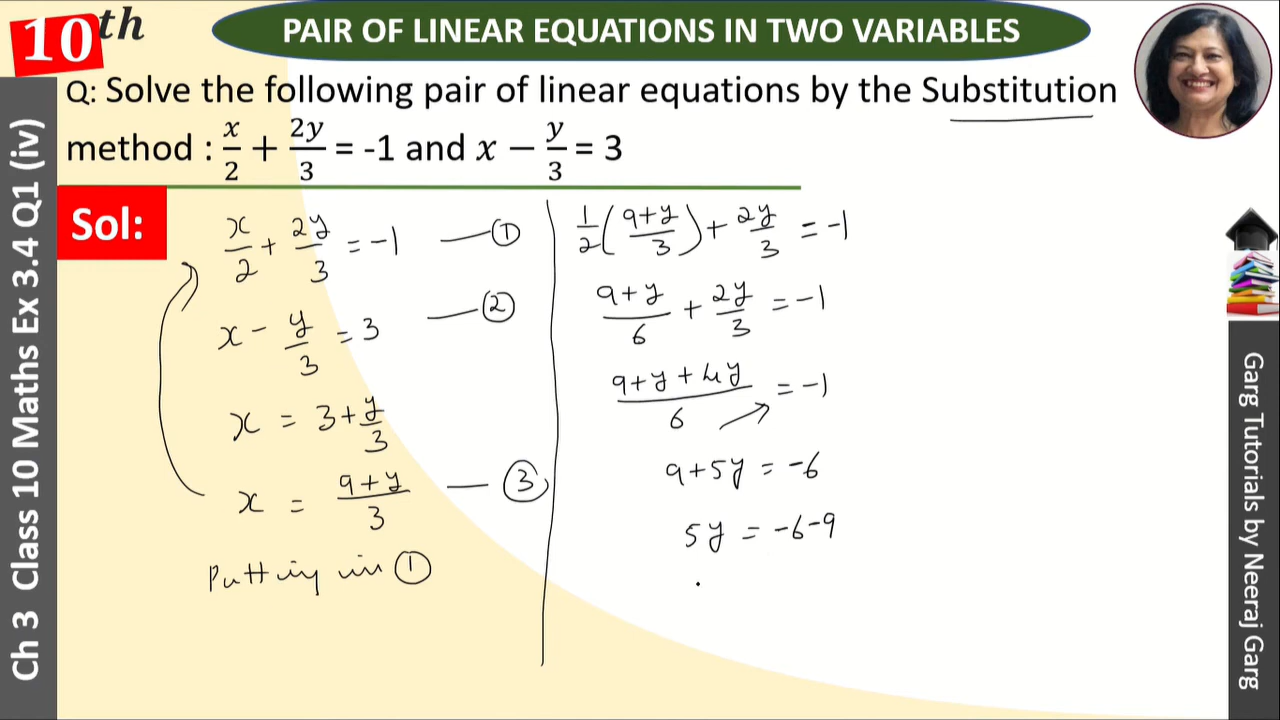 10th
PAIR OF LINEAR EQUATIONS IN TWO VARIABLES
Q: Solve the following pair of linear equations by the Substitution
method : x/2 + 2y/3 = -1 and x − y/3 = 3
Sol:
x/2 + 2y/3 = -1 — ①
x - y/3 = 3 — ②
x = 3 + y/3
x = (9+y)/3 — ③
Putting in ①
1/2 ((9+y)/3) + 2y/3 = -1
(9+y)/6 + 2y/3 = -1
(9+y+4y)/6 = -1
9+5y = -6
5y = -6-9
Ch 3 Class 10 Maths Ex 3.4 Q1 (iv)
Garg Tutorials by Neeraj Garg